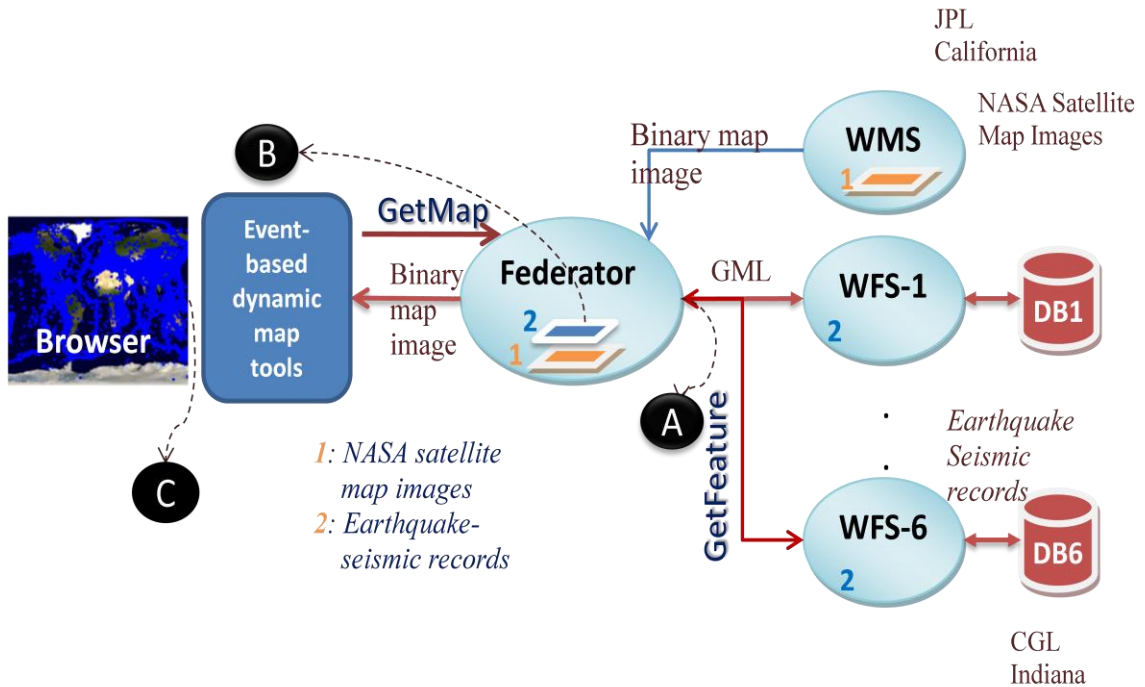 JPL
California
NASA Satellite
Map Images
WMS
1
Binary map
image
B
GetMap
Event-
based
dynamic
map
tools
Browser
Binary
map
image
Federator
2
1
GML
WFS-1
2
DB1
A
C
1: NASA satellite
map images
2: Earthquake-
seismic records
GetFeature
.
.
Earthquake
Seismic
records
WFS-6
2
DB6
CGL
Indiana